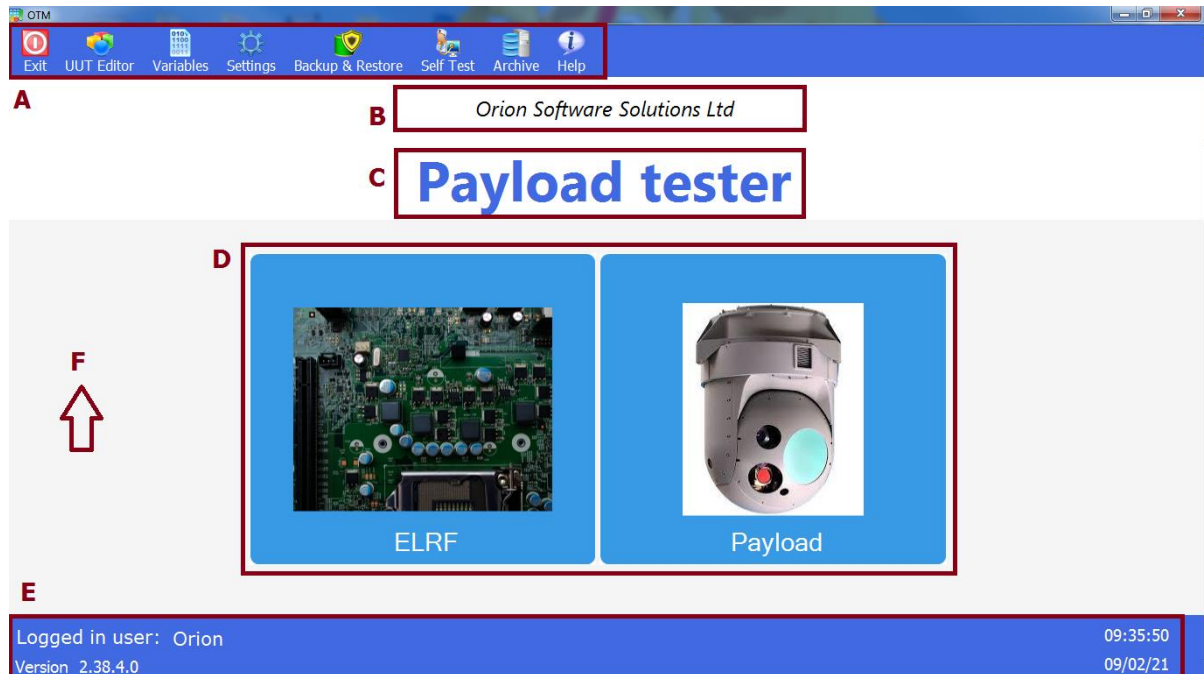 OTM
Exit UUT Editor Variables Settings Backup & Restore Self Test Archive Help
A
B Orion Software Solutions Ltd
C Payload tester
D
F
ELRF Payload
E
Logged in user: Orion 09:35:50
Version 2.38.4.0 09/02/21